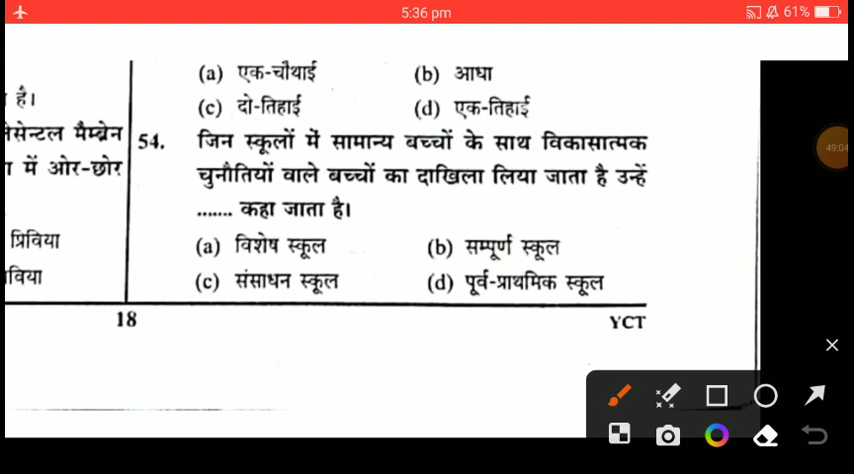 5:36 pm
61%
है।
मैम्ब्रेन
में ओर-छोर
प्रिविया
विया
(a) एक-चौथाई (b) आधा
(c) दो-तिहाई (d) एक-तिहाई
54. जिन स्कूलों में सामान्य बच्चों के साथ विकासात्मक
चुनौतियों वाले बच्चों का दाखिला लिया जाता है उन्हें
....... कहा जाता है।
(a) विशेष स्कूल (b) सम्पूर्ण स्कूल
(c) संसाधन स्कूल (d) पूर्व-प्राथमिक स्कूल
18 YCT
49:04